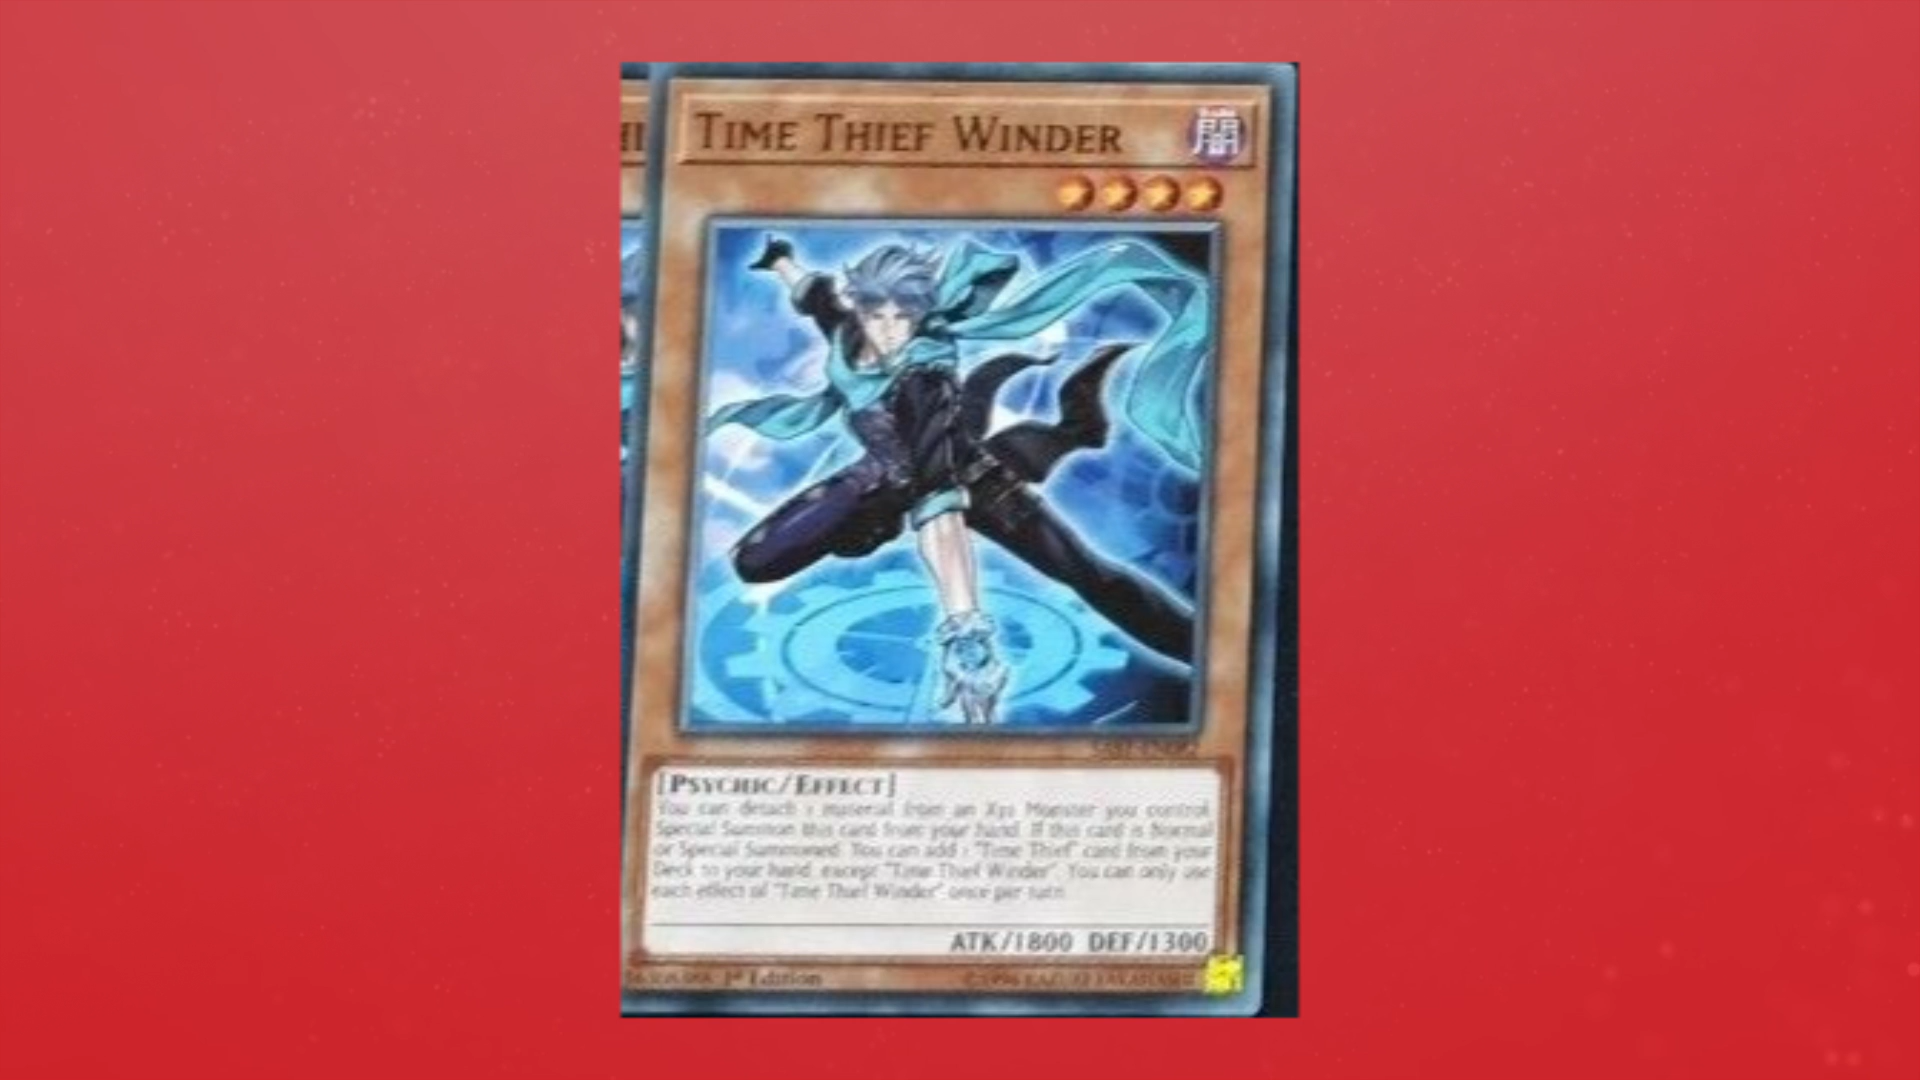 TIME THIEF WINDER
[PSYCHIC/EFFECT]
You can detach 1 material from an Xyz Monster you control
Special Summon this card from your hand. If this card is Normal
or Special Summoned: You can add 1 "Time Thief" card from your
Deck to your hand, except "Time Thief Winder". You can only use
each effect of "Time Thief Winder" once per turn.
ATK/1800 DEF/1300
1st Edition ©1996 KAZUKI TAKAHASHI